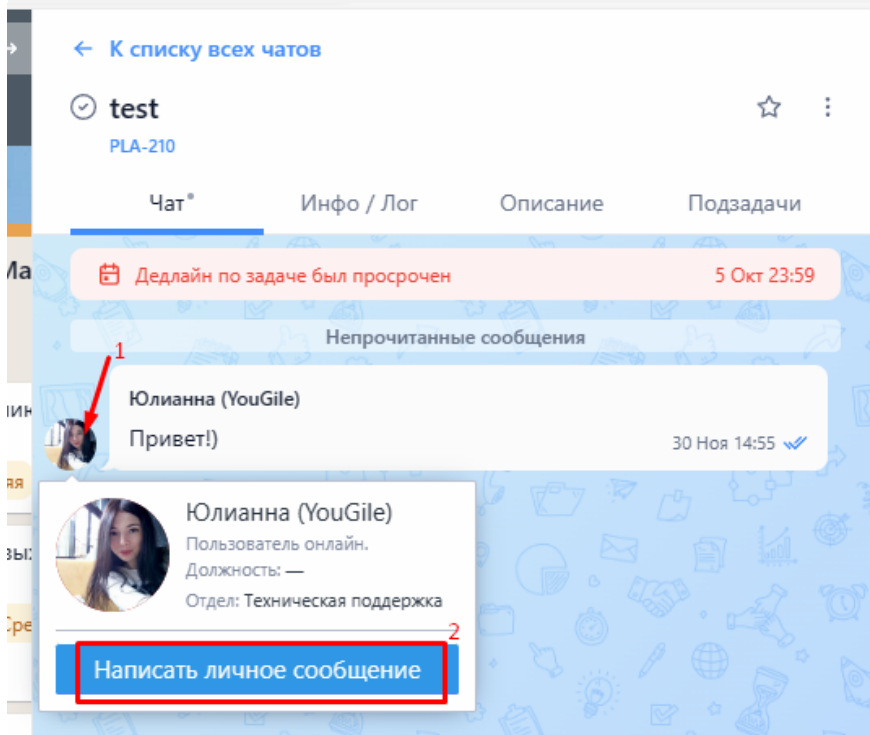 К списку всех чатов
test
PLA-210
Чат
Инфо / Лог
Описание
Подзадачи
Дедлайн по задаче был просрочен
5 Окт 23:59
Непрочитанные сообщения
1
Юлианна (YouGile)
Привет!)
30 Ноя 14:55
Юлианна (YouGile)
Пользователь онлайн.
Должность: —
Отдел: Техническая поддержка
2
Написать личное сообщение